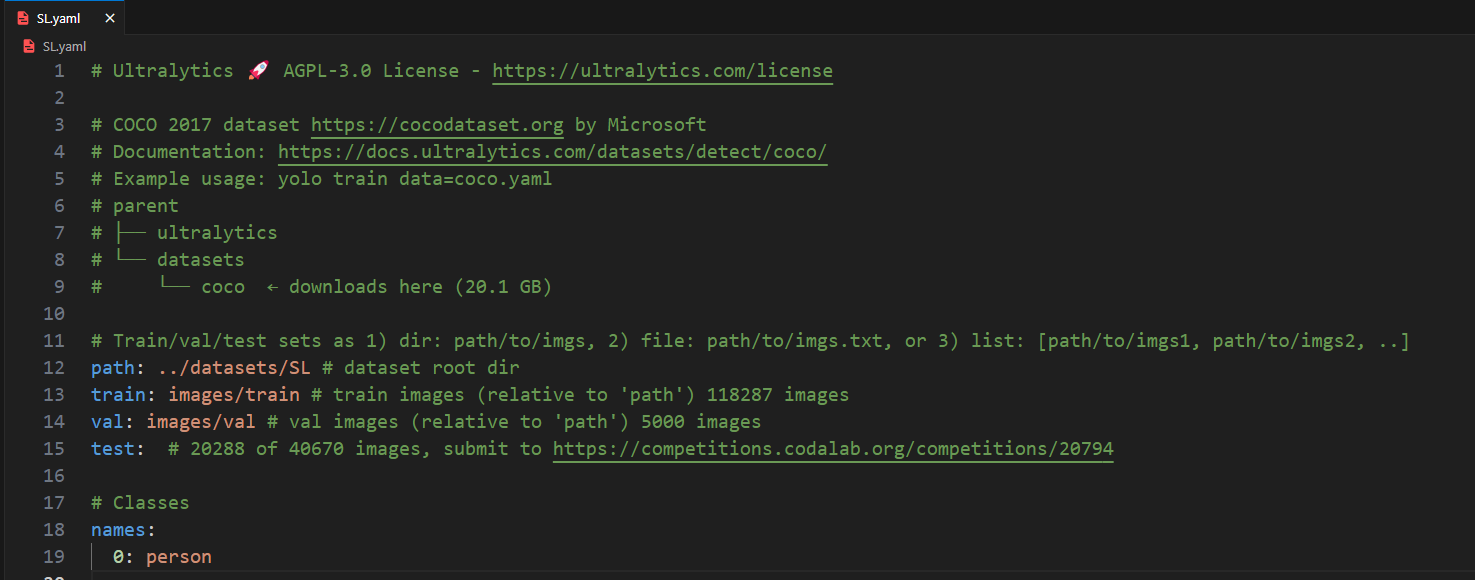 SL.yaml
SL.yaml
1 # Ultralytics 🚀 AGPL-3.0 License - https://ultralytics.com/license
2
3 # COCO 2017 dataset https://cocodataset.org by Microsoft
4 # Documentation: https://docs.ultralytics.com/datasets/detect/coco/
5 # Example usage: yolo train data=coco.yaml
6 # parent
7 # ├── ultralytics
8 # └── datasets
9 #     └── coco  ← downloads here (20.1 GB)
10
11 # Train/val/test sets as 1) dir: path/to/imgs, 2) file: path/to/imgs.txt, or 3) list: [path/to/imgs1, path/to/imgs2, ..]
12 path: ../datasets/SL # dataset root dir
13 train: images/train # train images (relative to 'path') 118287 images
14 val: images/val # val images (relative to 'path') 5000 images
15 test:  # 20288 of 40670 images, submit to https://competitions.codalab.org/competitions/20794
16
17 # Classes
18 names:
19   0: person